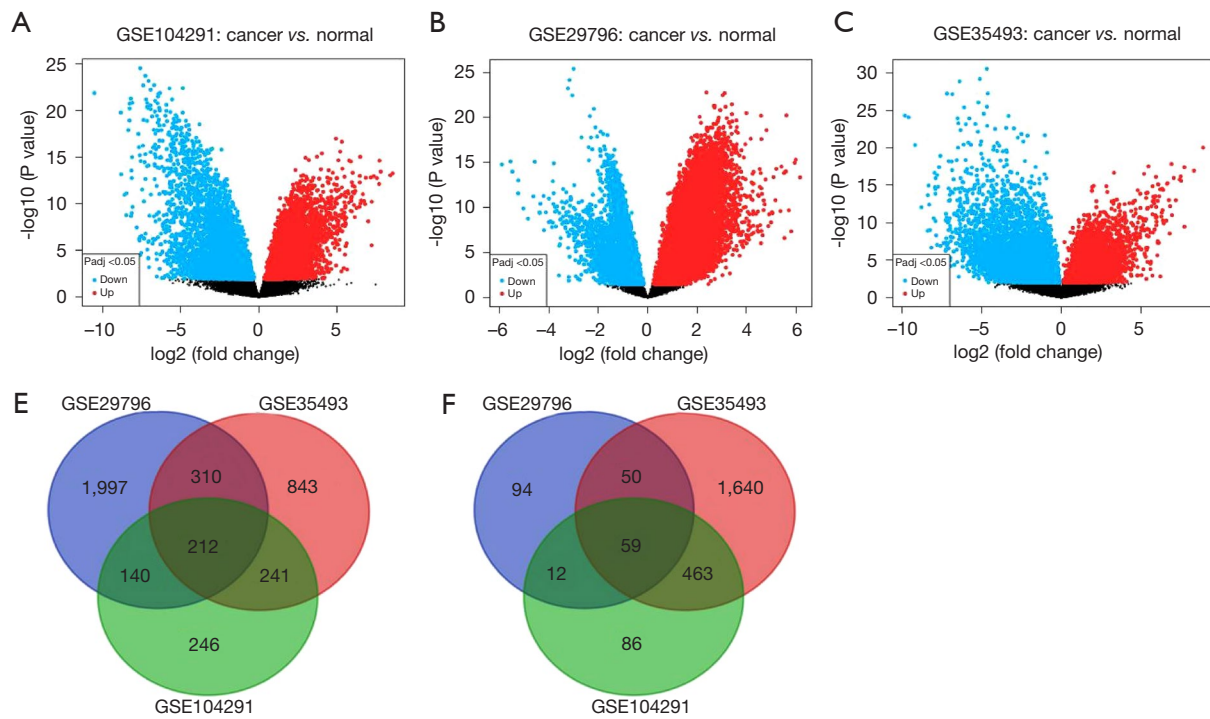 A
GSE104291: cancer vs. normal
-log10 (P value)
25
20
15
10
5
0
Padj <0.05
Down
Up
−10
−5
0
5
log2 (fold change)
B
GSE29796: cancer vs. normal
-log10 (P value)
25
20
15
10
5
0
Padj <0.05
Down
Up
−6
−4
−2
0
2
4
6
log2 (fold change)
C
GSE35493: cancer vs. normal
-log10 (P value)
30
25
20
15
10
5
0
Padj <0.05
Down
Up
−10
−5
0
5
log2 (fold change)
E
GSE29796
GSE35493
1,997
310
843
212
140
241
246
GSE104291
F
GSE29796
GSE35493
94
50
1,640
59
12
463
86
GSE104291